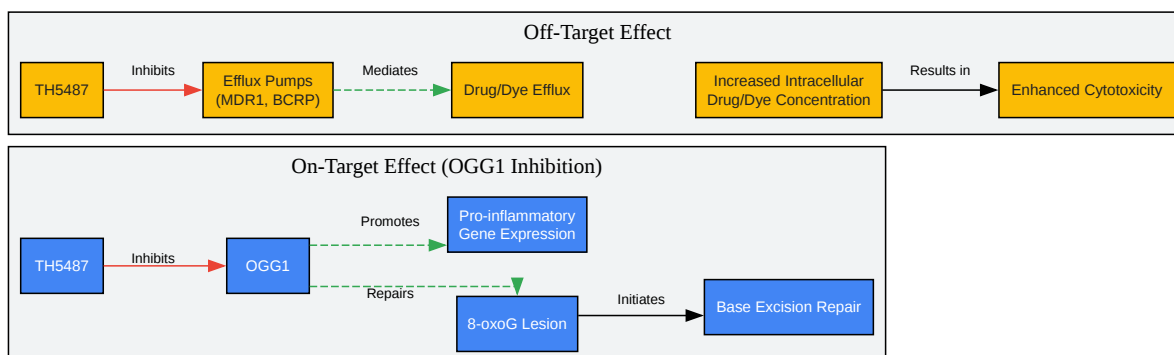 Off-Target Effect
TH5487
Inhibits
Efflux Pumps
(MDR1, BCRP)
Mediates
Drug/Dye Efflux
Increased Intracellular
Drug/Dye Concentration
Results in
Enhanced Cytotoxicity
On-Target Effect (OGG1 Inhibition)
TH5487
Inhibits
OGG1
Promotes
Pro-inflammatory
Gene Expression
Repairs
8-oxoG Lesion
Initiates
Base Excision Repair